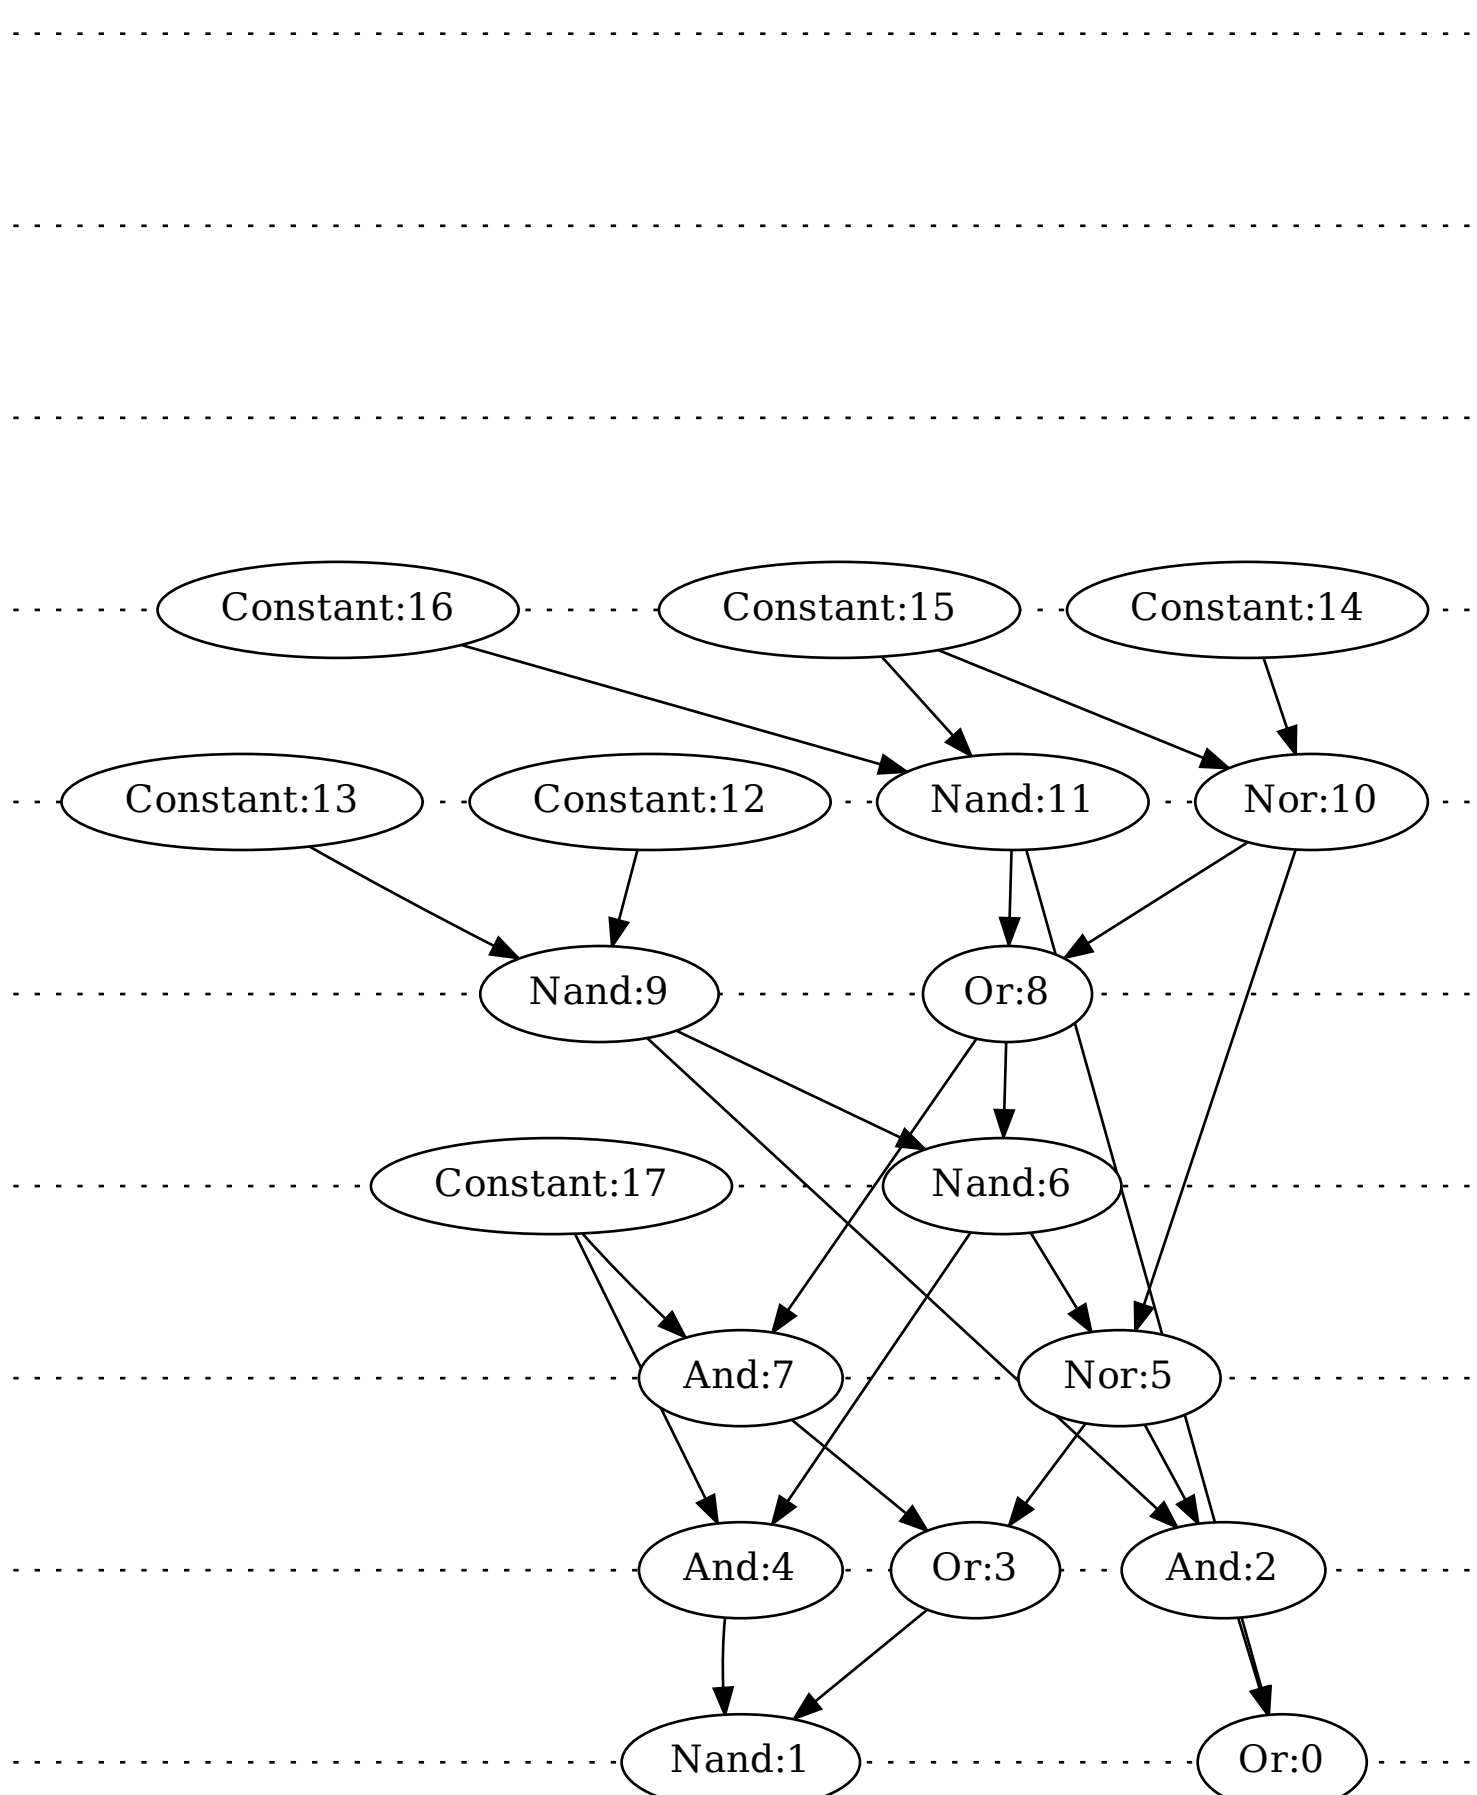 Constant:16 Constant:15 Constant:14
Constant:13 Constant:12 Nand:11 Nor:10
Nand:9 Or:8
Constant:17 Nand:6
And:7 Nor:5
And:4 Or:3 And:2
Nand:1 Or:0